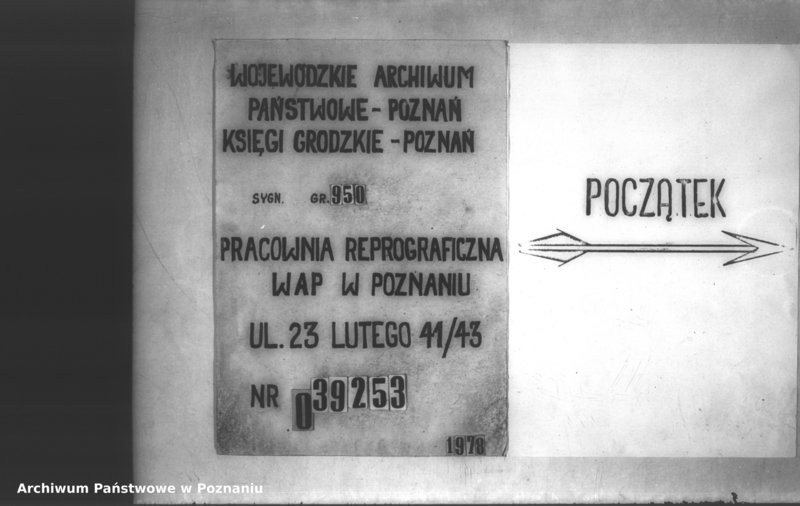 WOJEWÓDZKIE ARCHIWUM
PAŃSTWOWE - POZNAŃ
KSIĘGI GRODZKIE - POZNAŃ
SYGN. GR. 950
PRACOWNIA REPROGRAFICZNA
WAP W POZNANIU
UL. 23 LUTEGO 41/43
NR 039253
1978
POCZĄTEK
Archiwum Państwowe w Poznaniu